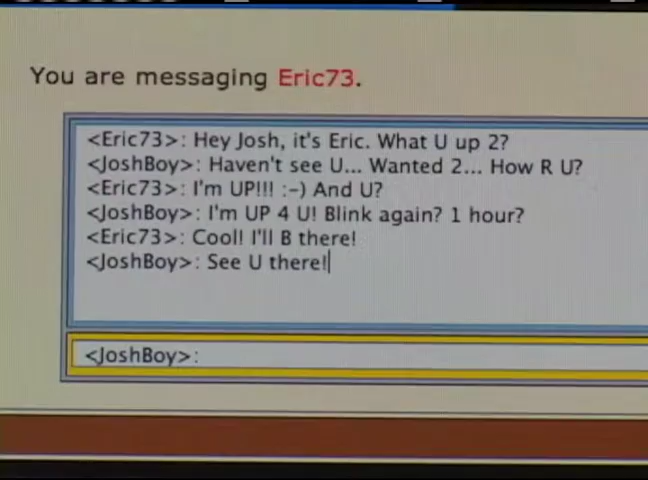 You are messaging Eric73.
<Eric73>: Hey Josh, it's Eric. What U up 2?
<JoshBoy>: Haven't see U... Wanted 2... How R U?
<Eric73>: I'm UP!!! :-) And U?
<JoshBoy>: I'm UP 4 U! Blink again? 1 hour?
<Eric73>: Cool! I'll B there!
<JoshBoy>: See U there!
<JoshBoy>: